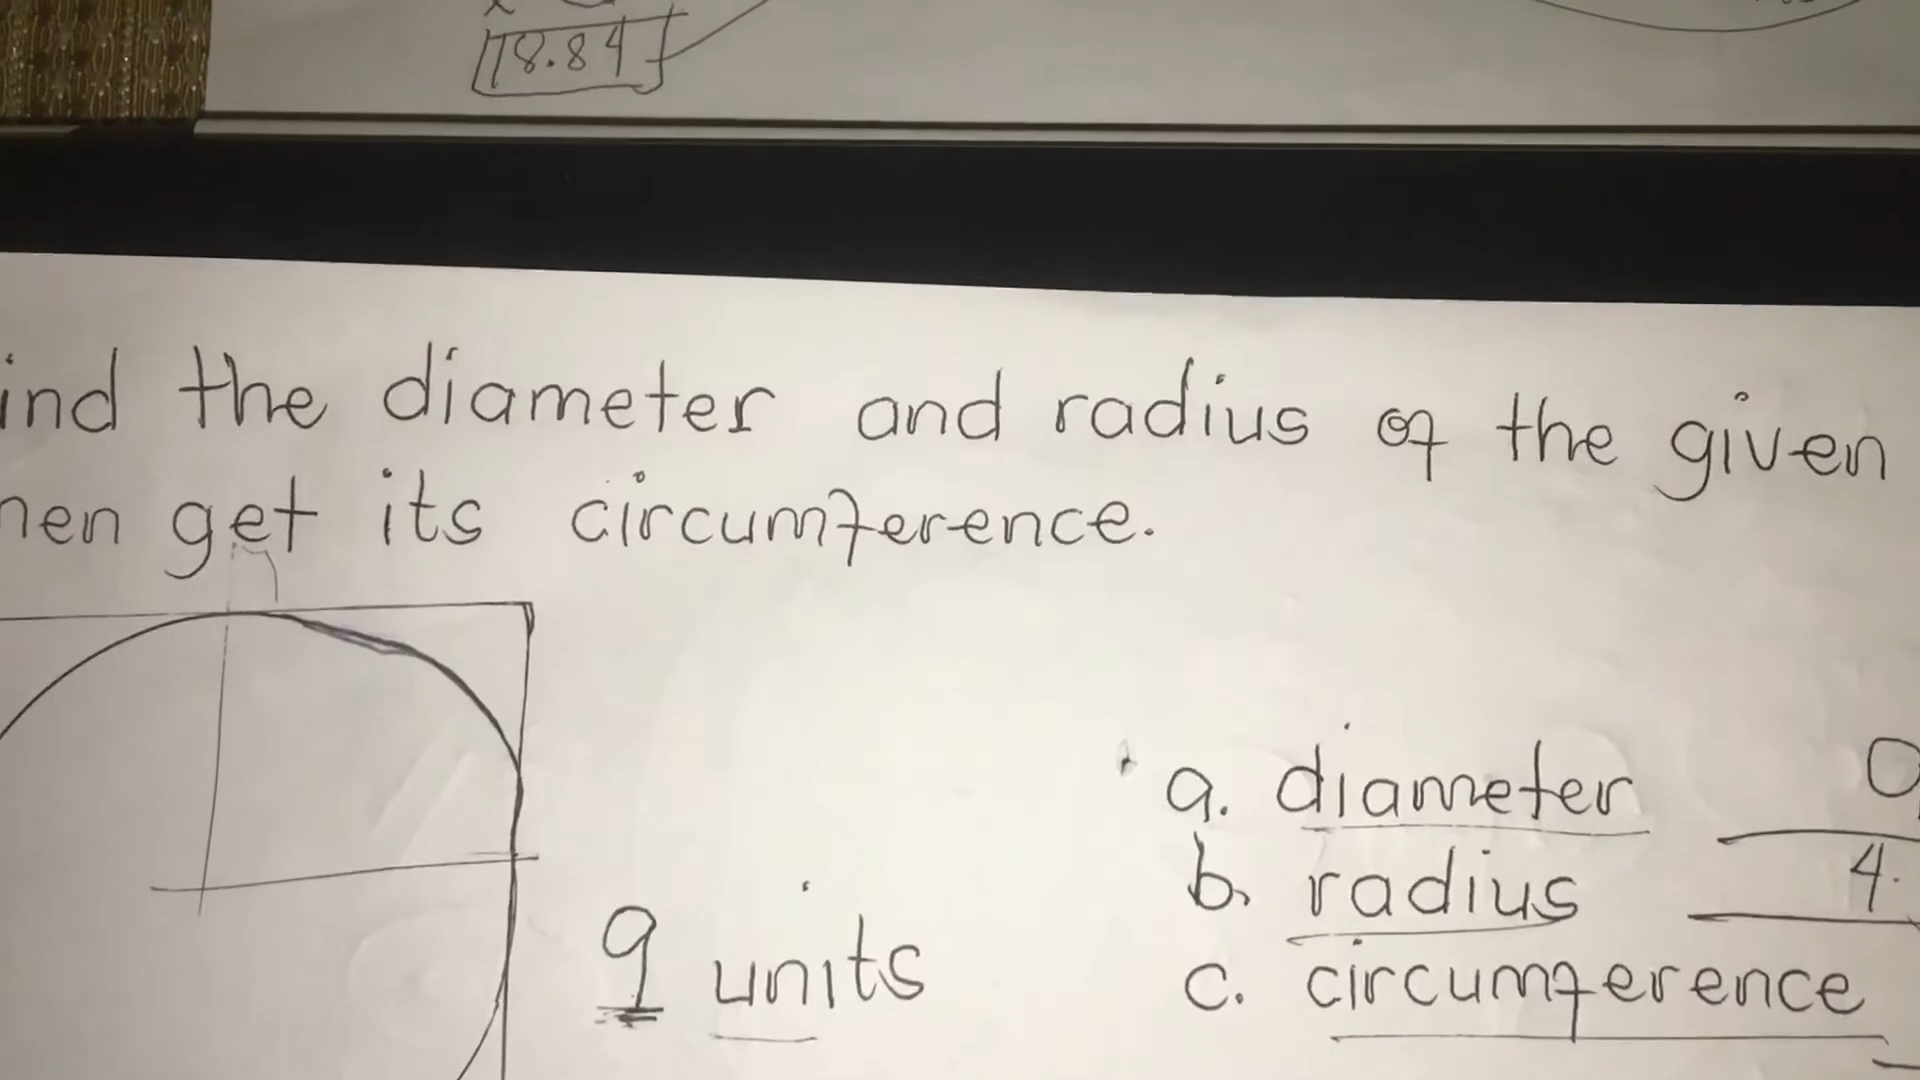 18.84
ind the diameter and radius of the given
hen get its circumference.
a. diameter
b. radius 4.
9 units
c. circumference